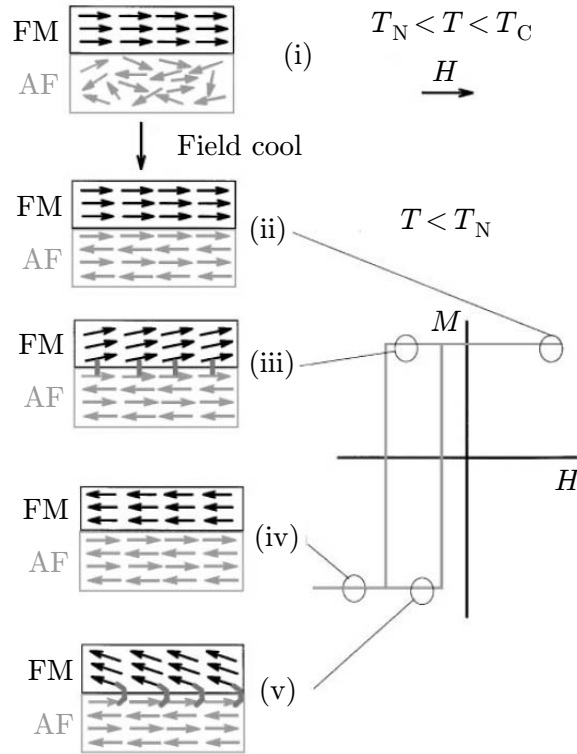 FM
AF
(i)
T_N < T < T_C
H
Field cool
FM
AF
(ii)
T < T_N
FM
AF
(iii)
M
H
FM
AF
(iv)
FM
AF
(v)